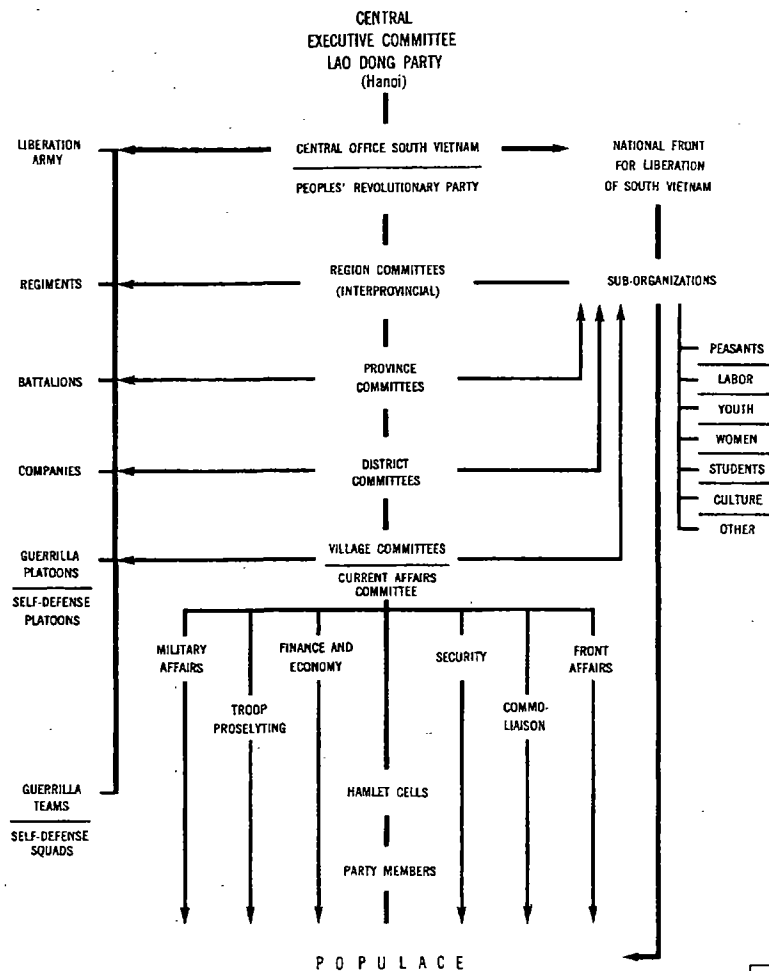 CENTRAL
EXECUTIVE COMMITTEE
LAO DONG PARTY
(Hanoi)
LIBERATION
ARMY
CENTRAL OFFICE SOUTH VIETNAM
PEOPLES' REVOLUTIONARY PARTY
NATIONAL FRONT
FOR LIBERATION
OF SOUTH VIETNAM
REGIMENTS
REGION COMMITTEES
(INTERPROVINCIAL)
SUB-ORGANIZATIONS
PEASANTS
LABOR
YOUTH
WOMEN
STUDENTS
CULTURE
OTHER
BATTALIONS
PROVINCE
COMMITTEES
COMPANIES
DISTRICT
COMMITTEES
GUERRILLA
PLATOONS
SELF-DEFENSE
PLATOONS
VILLAGE COMMITTEES
CURRENT AFFAIRS
COMMITTEE
MILITARY
AFFAIRS
TROOP
PROSELYTING
FINANCE AND
ECONOMY
SECURITY
COMMO-
LIAISON
FRONT
AFFAIRS
GUERRILLA
TEAMS
SELF-DEFENSE
SQUADS
HAMLET CELLS
PARTY MEMBERS
POPULACE